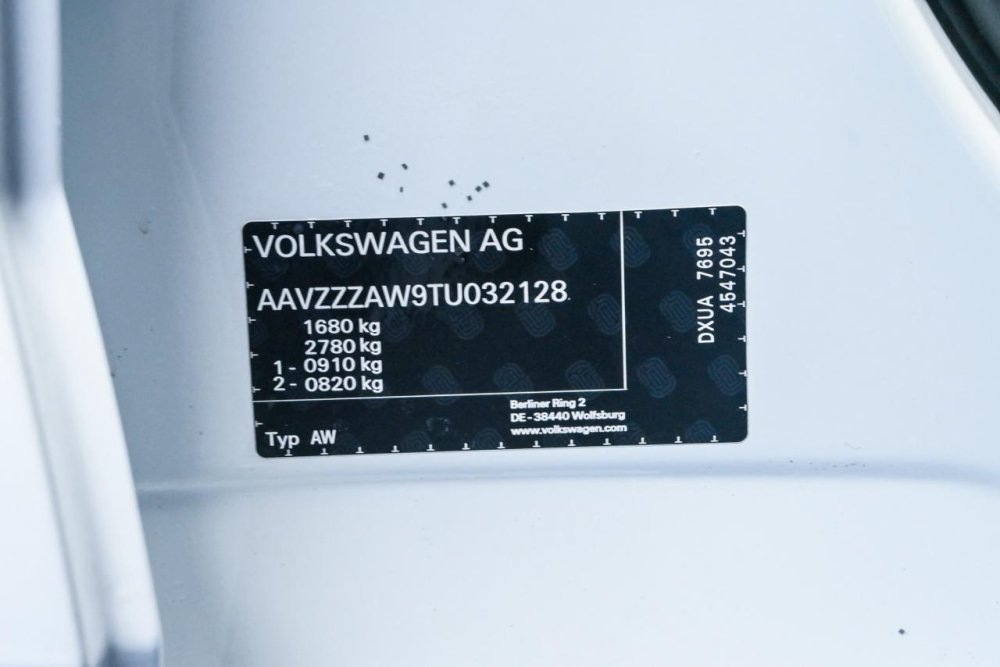 VOLKSWAGEN AG
AAVZZZAW9TU032128
1680 kg
2780 kg
1 - 0910 kg
2 - 0820 kg
Typ AW
Berliner Ring 2
DE-38440 Wolfsburg
www.volkswagen.com
DXUA 7695
4547043